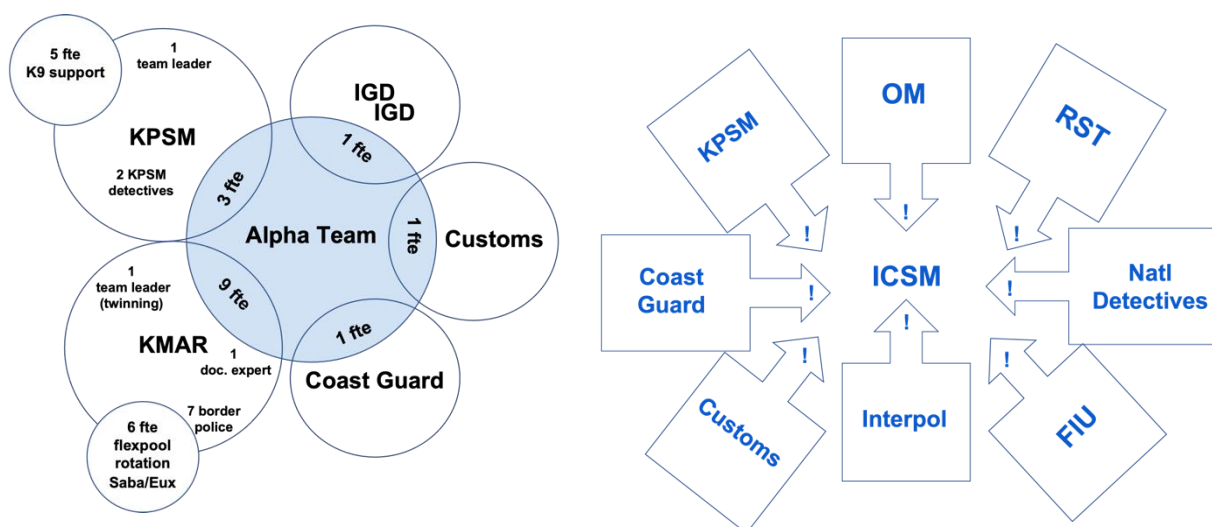 5 fte
K9 support
1
team leader
KPSM
2 KPSM
detectives
3 fte
IGD
IGD
1 fte
Alpha Team
1 fte
Customs
1
team leader
(twinning)
9 fte
KMAR
1
doc. expert
7 border
police
6 fte
flexpool
rotation
Saba/Eux
1 fte
Coast Guard
KPSM
!
OM
!
RST
!
Coast
Guard
!
ICSM
!
Natl
Detectives
Customs
!
!
Interpol
!
FIU